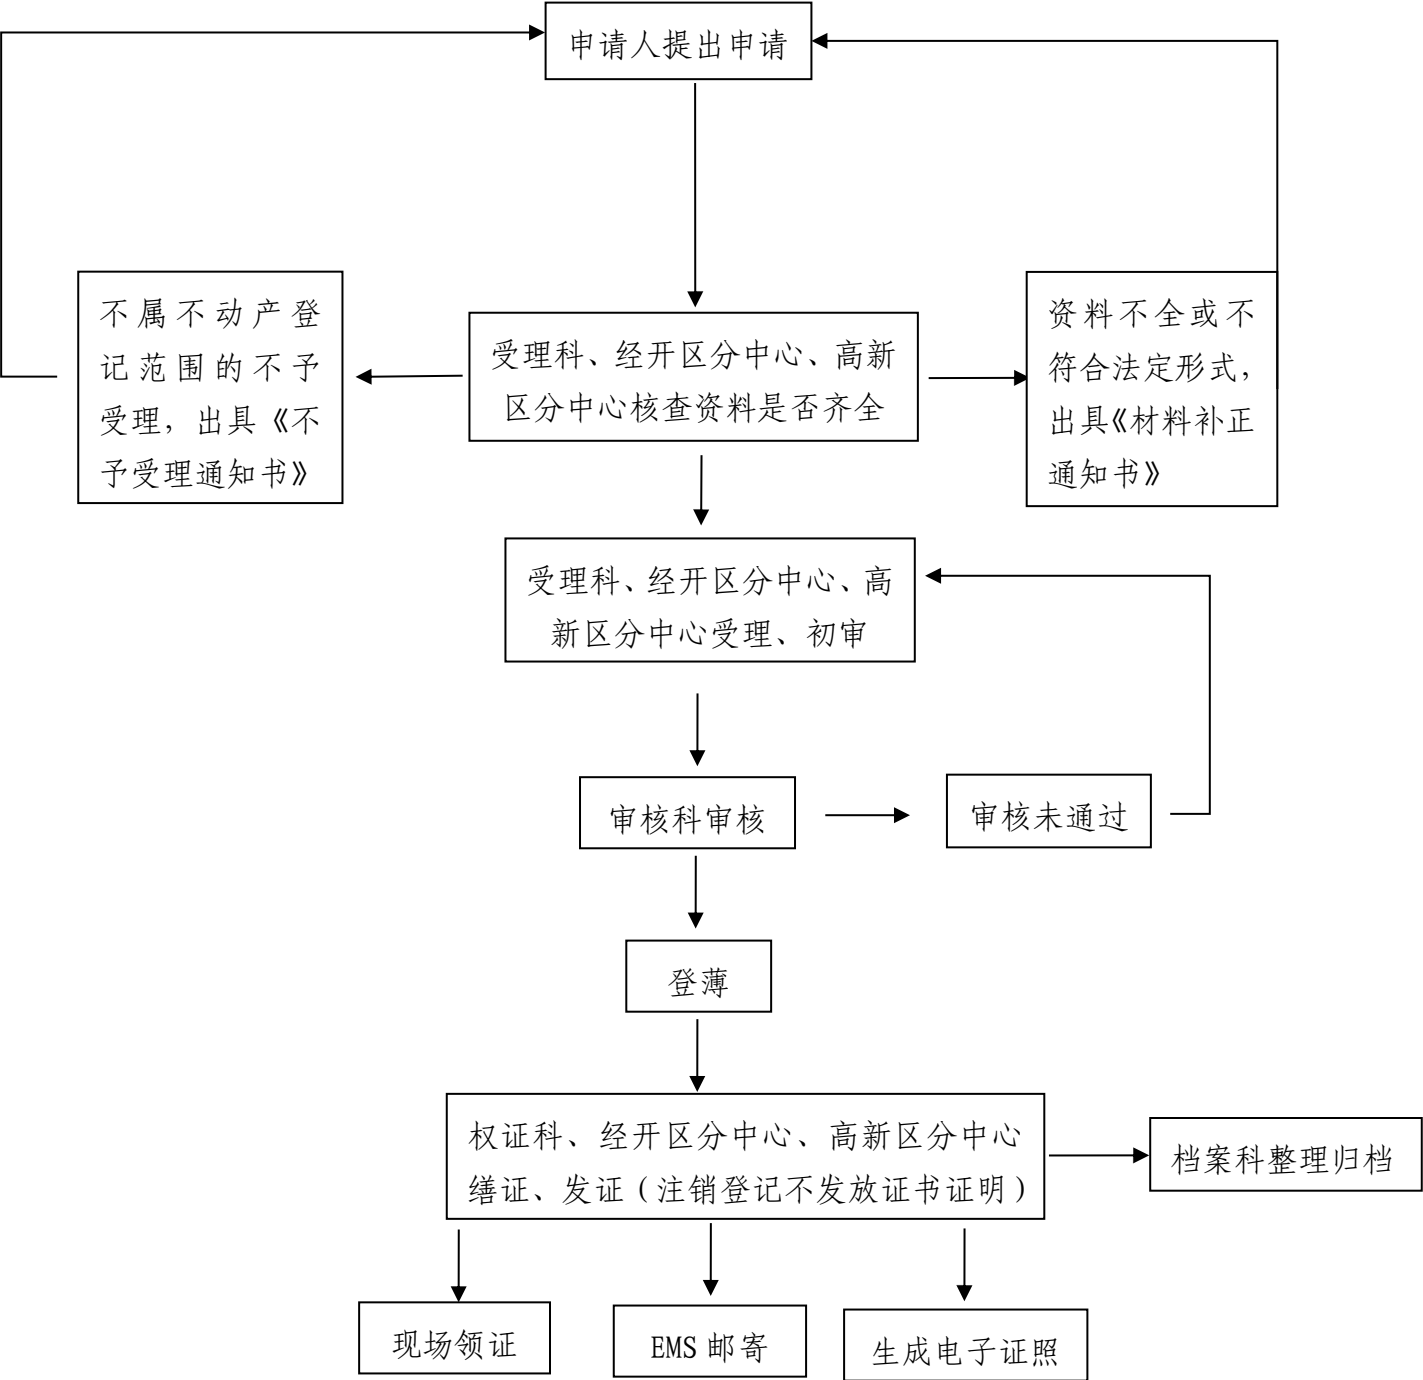 申请人提出申请
不属不动产登
记范围的不予
受理，出具《不
予受理通知书》
受理科、经开区分中心、高新
区分中心核查资料是否齐全
资料不全或不
符合法定形式，
出具《材料补正
通知书》
受理科、经开区分中心、高
新区分中心受理、初审
审核科审核
审核未通过
登薄
权证科、经开区分中心、高新区分中心
缮证、发证（注销登记不发放证书证明）
档案科整理归档
现场领证
EMS 邮寄
生成电子证照